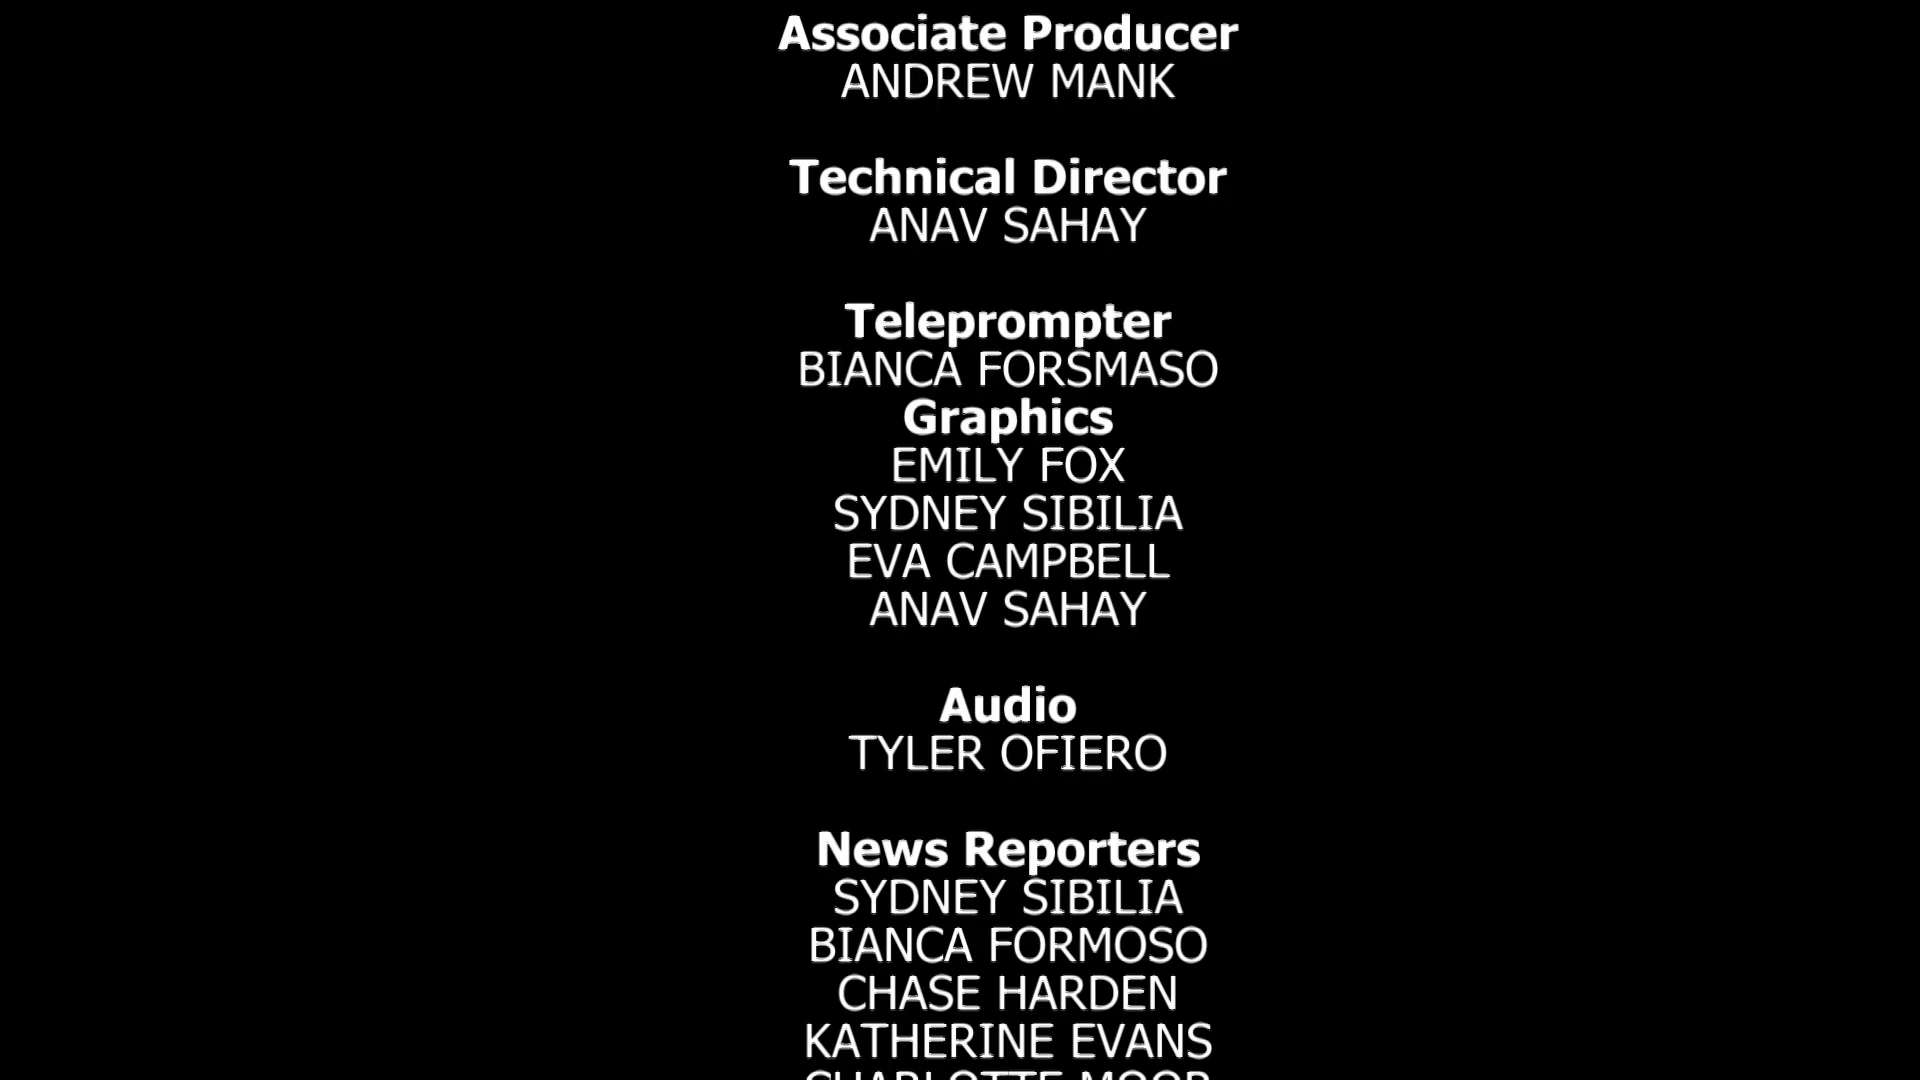 Associate Producer
ANDREW MANK
Technical Director
ANAV SAHAY
Teleprompter
BIANCA FORSMASO
Graphics
EMILY FOX
SYDNEY SIBILIA
EVA CAMPBELL
ANAV SAHAY
Audio
TYLER OFIERO
News Reporters
SYDNEY SIBILIA
BIANCA FORMOSO
CHASE HARDEN
KATHERINE EVANS
CHARLOTTE